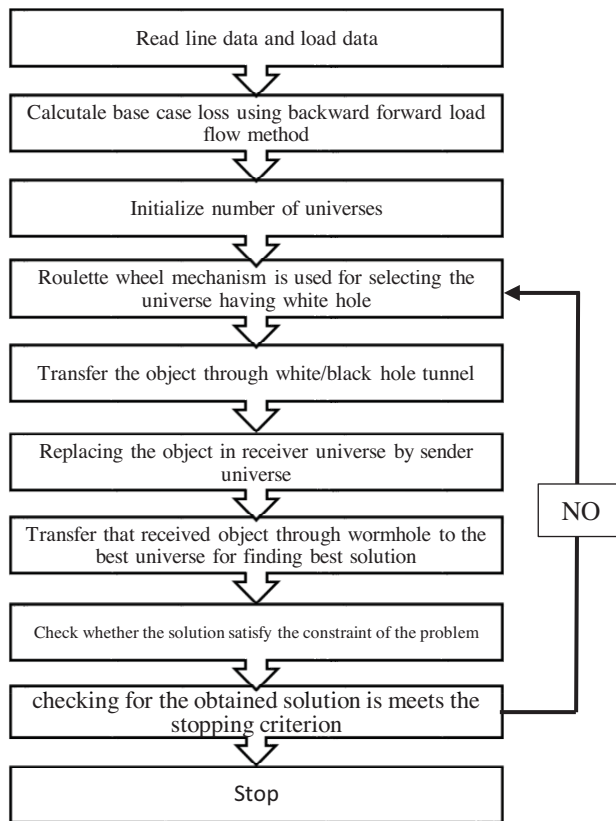 Read line data and load data
Calcutale base case loss using backward forward load
flow method
Initialize number of universes
Roulette wheel mechanism is used for selecting the
universe having white hole
Transfer the object through white/black hole tunnel
Replacing the object in receiver universe by sender
universe
NO
Transfer that received object through wormhole to the
best universe for finding best solution
Check whether the solution satisfy the constraint of the problem
checking for the obtained solution is meets the
stopping criterion
Stop